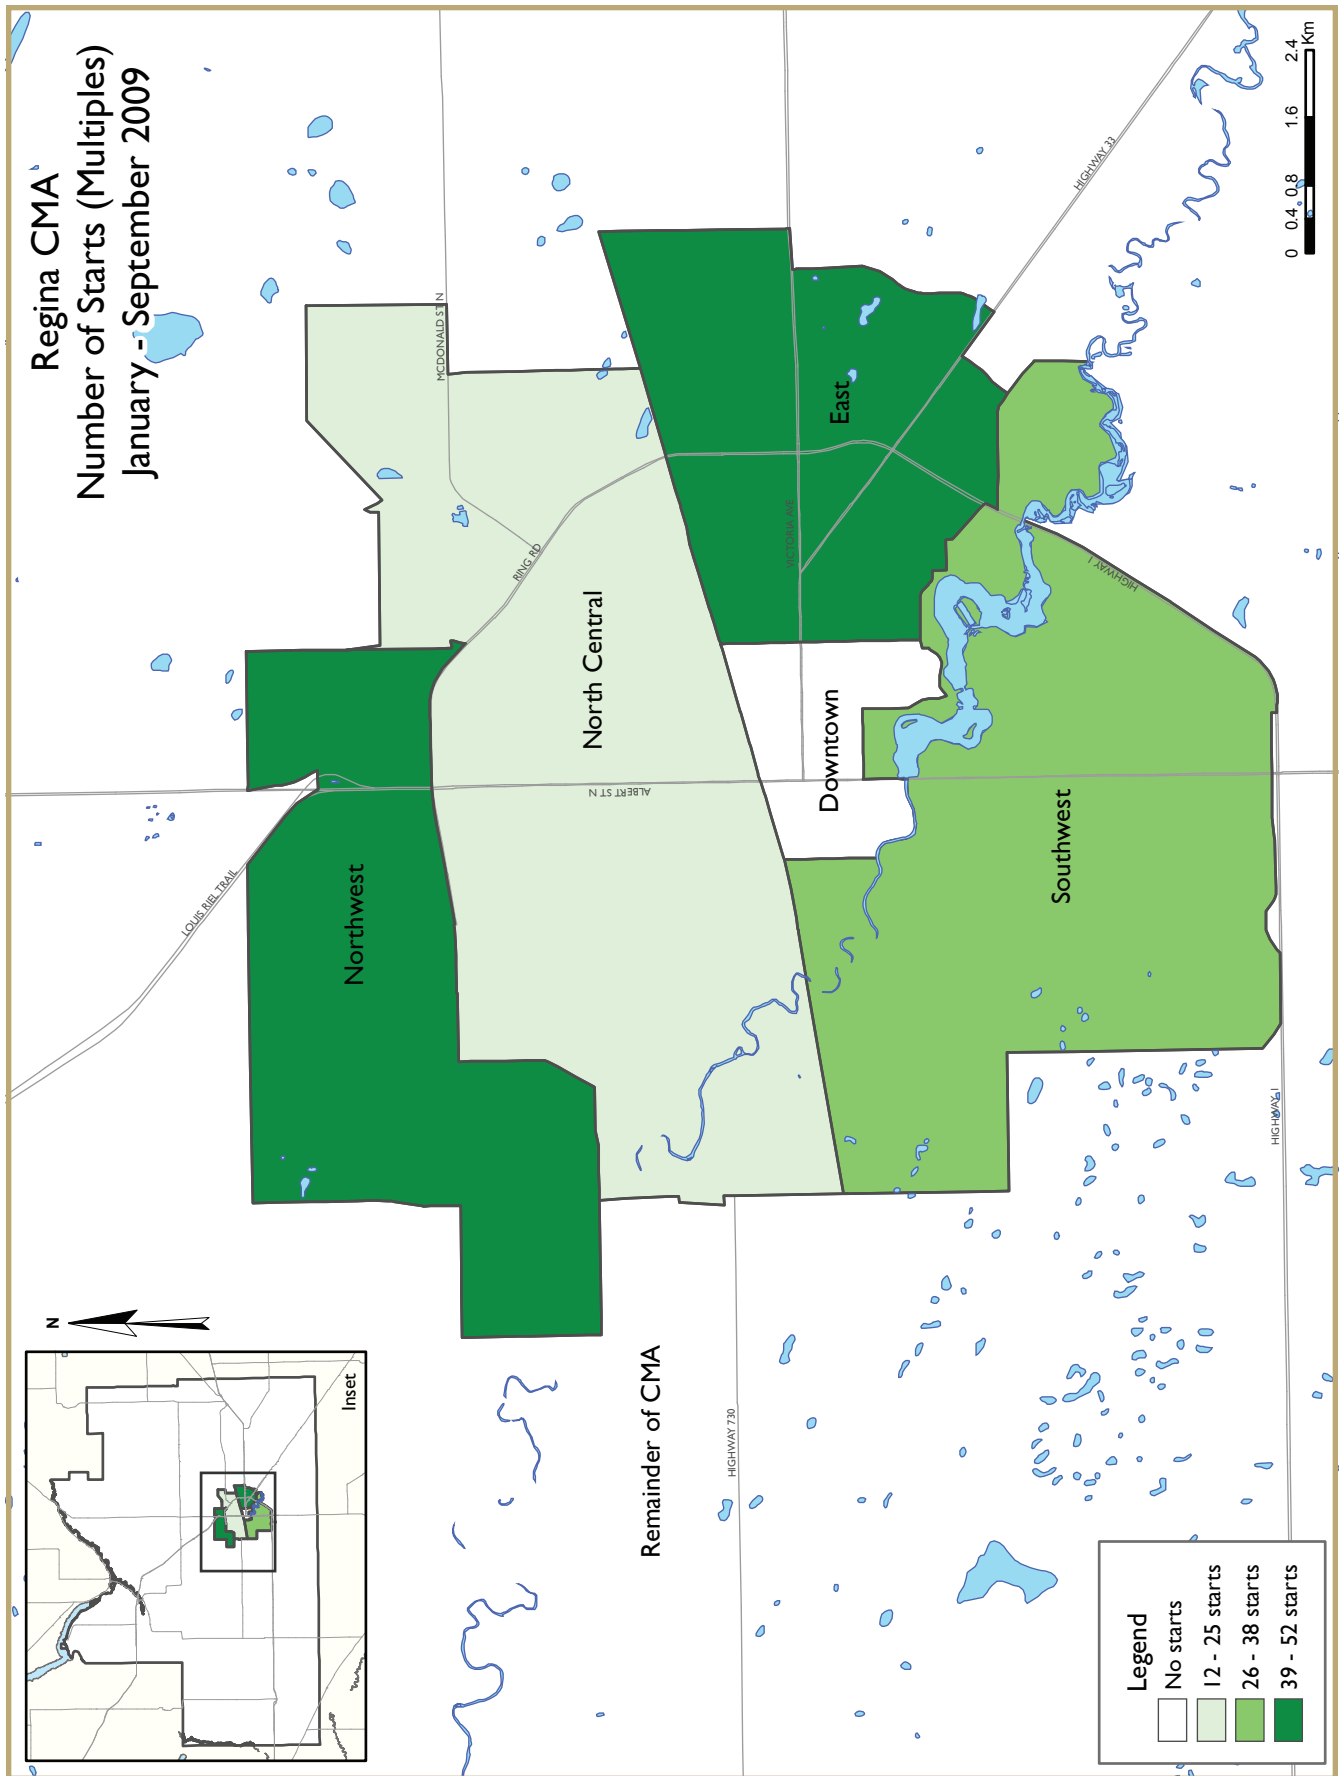 Regina CMA
Number of Starts (Multiples)
January - September 2009
N
Inset
LOUIS RIEL TRAIL
MCDONALD ST N
RING RD
Northwest
North Central
ALBERT ST N
VICTORIA AVE
East
HIGHWAY 33
Downtown
Southwest
HIGHWAY 1
HIGHWAY 1
Remainder of CMA
HIGHWAY 730
Legend
No starts
12 - 25 starts
26 - 38 starts
39 - 52 starts
0 0.4 0.8 1.6 2.4
Km